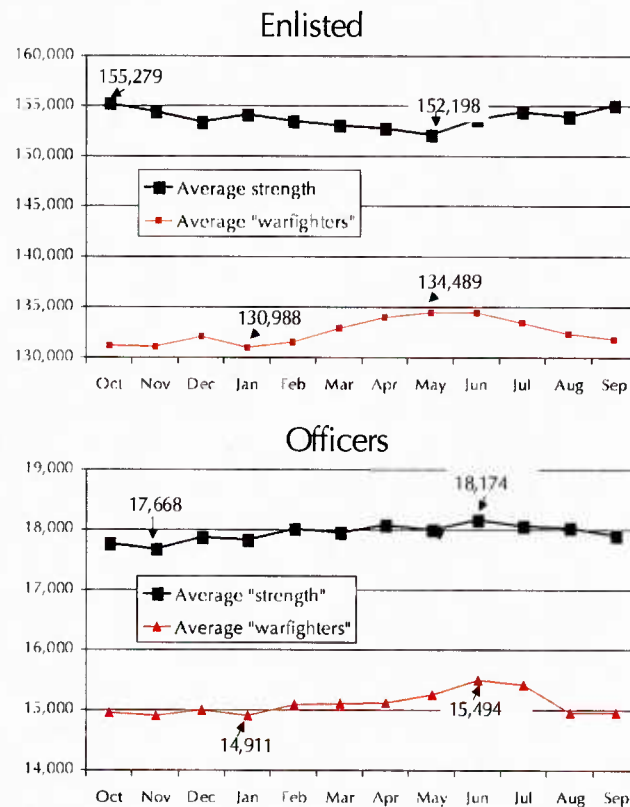 Enlisted
160,000
155,279
155,000
152,198
150,000
Average strength
145,000
Average "warfighters"
140,000
134,489
135,000
130,988
130,000
Oct Nov Dec Jan Feb Mar Apr May Jun Jul Aug Sep
Officers
19,000
18,174
17,668
18,000
17,000
Average "strength"
16,000
Average "warfighters"
15,494
15,000
14,911
14,000
Oct Nov Dec Jan Feb Mar Apr May Jun Jul Aug Sep